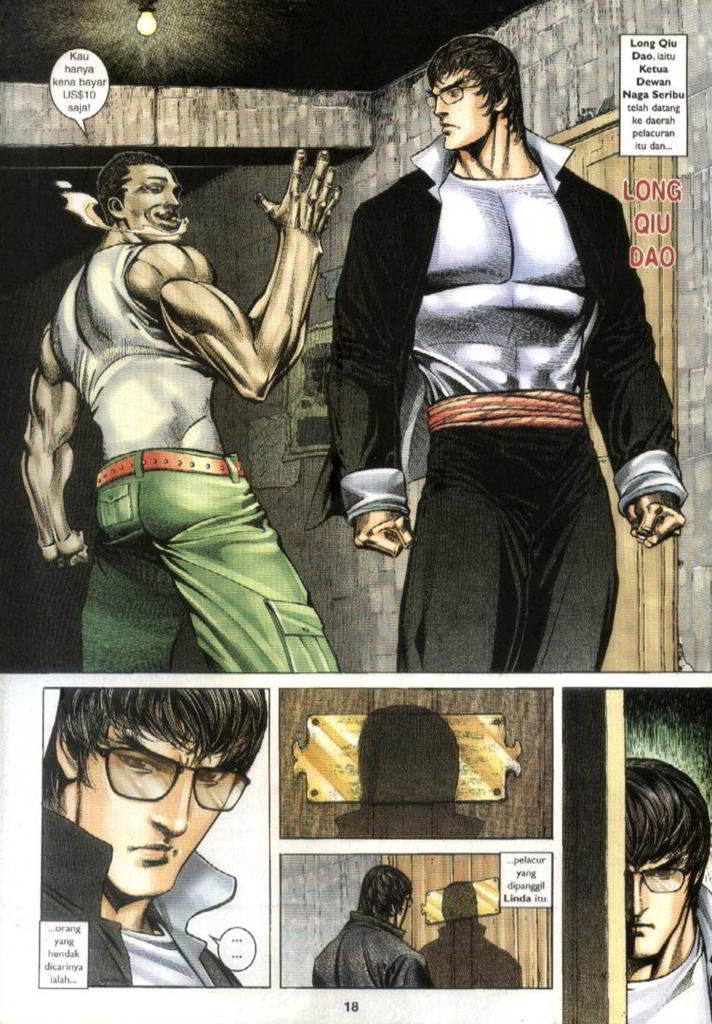 Kau
hanya
kena bayar
US$10
saja!
Long Qiu
Dao, iaitu
Ketua
Dewan
Naga Seribu
telah datang
ke daerah
pelacuran
itu dan...
LONG
QIU
DAO
...orang
yang
hendak
dicarinya
ialah...
...
...
...pelacur
yang
dipanggil
Linda itu.
18